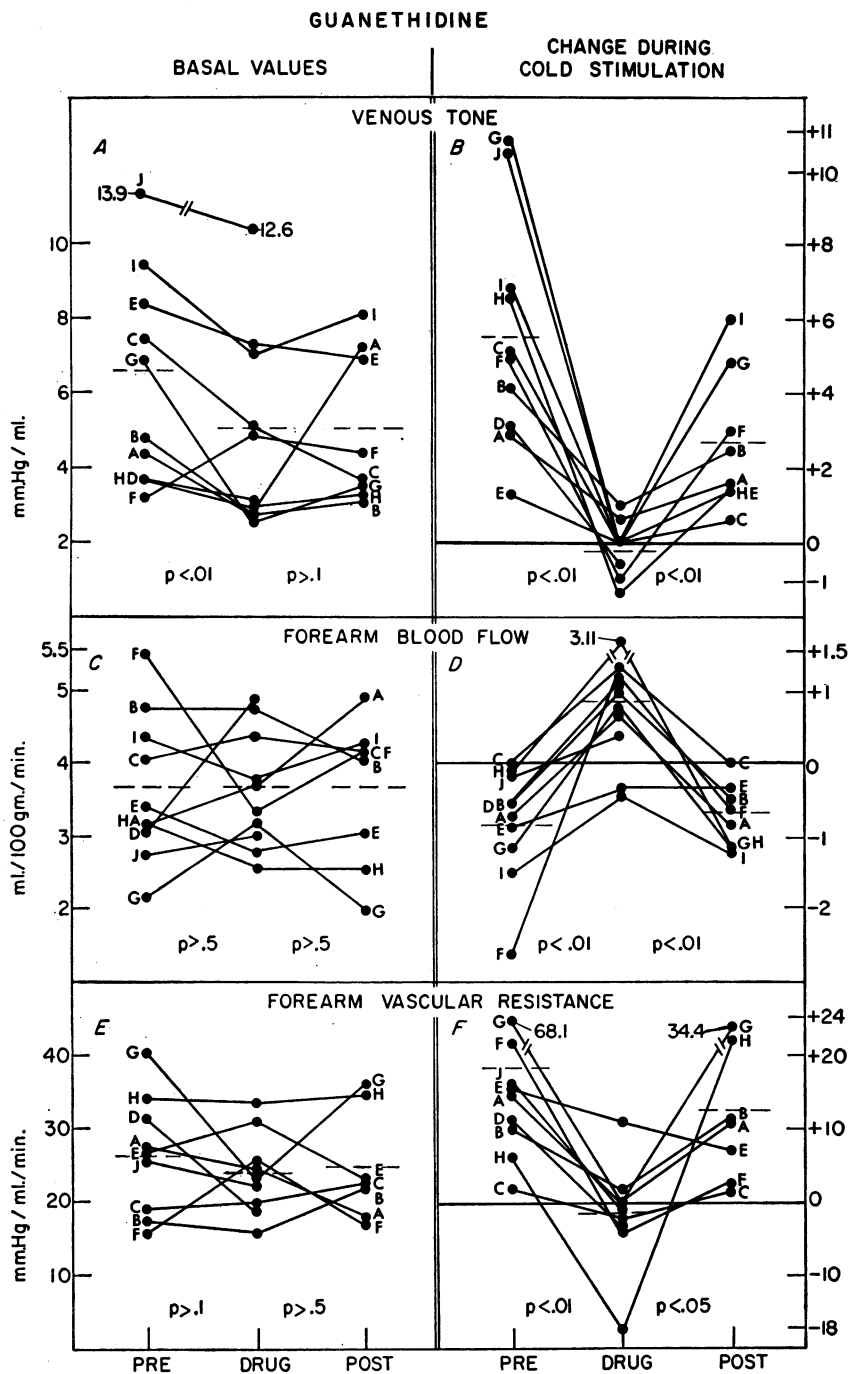 GUANETHIDINE
BASAL VALUES
CHANGE DURING
COLD STIMULATION
VENOUS TONE
A
J
13.9
12.6
10
8
6
4
2
mmHg / ml.
I
E
C
G
B
A
HD
F
I
A
E
F
C
G
H
B
p<.01
p>.1
B
G
J
I
H
C
F
B
D
A
E
I
G
F
B
A
HE
C
+11
+10
+8
+6
+4
+2
0
-1
p<.01
p<.01
FOREARM BLOOD FLOW
C
5.5
5
4
3
2
ml./100 gm./min.
F
B
I
C
E
HA
D
J
G
A
I
CF
B
E
H
G
p>.5
p>.5
D
3.11
C
H
J
DB
A
E
G
I
F
C
E
B
F
A
GH
I
+1.5
+1
0
-1
-2
p<.01
p<.01
FOREARM VASCULAR RESISTANCE
E
40
30
20
10
mmHg / ml./min.
G
H
D
A
E
J
C
B
F
G
H
E
C
B
A
F
p>.1
p>.5
F
G
68.1
F
J
E
A
D
B
H
C
34.4
G
H
B
A
E
F
C
+24
+20
+10
0
-10
-18
p<.01
p<.05
PRE
DRUG
POST
PRE
DRUG
POST